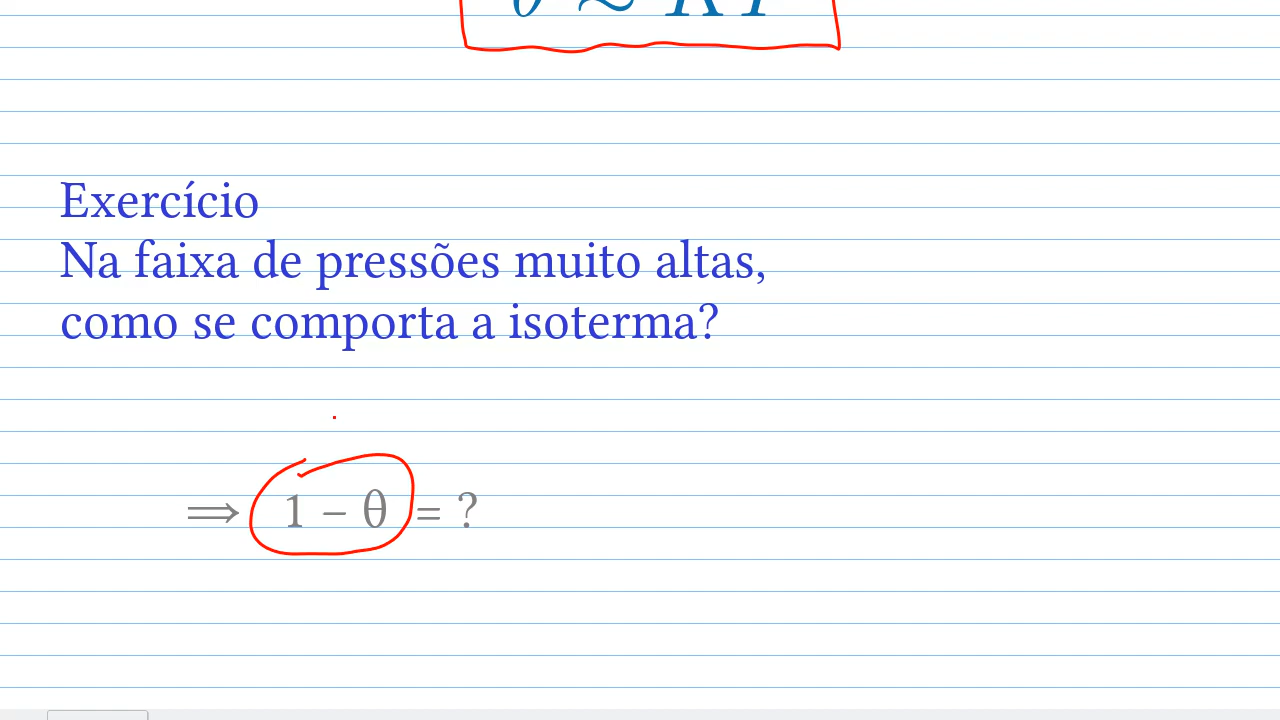 Exercício
Na faixa de pressões muito altas,
como se comporta a isoterma?
⟹ 1 − θ = ?